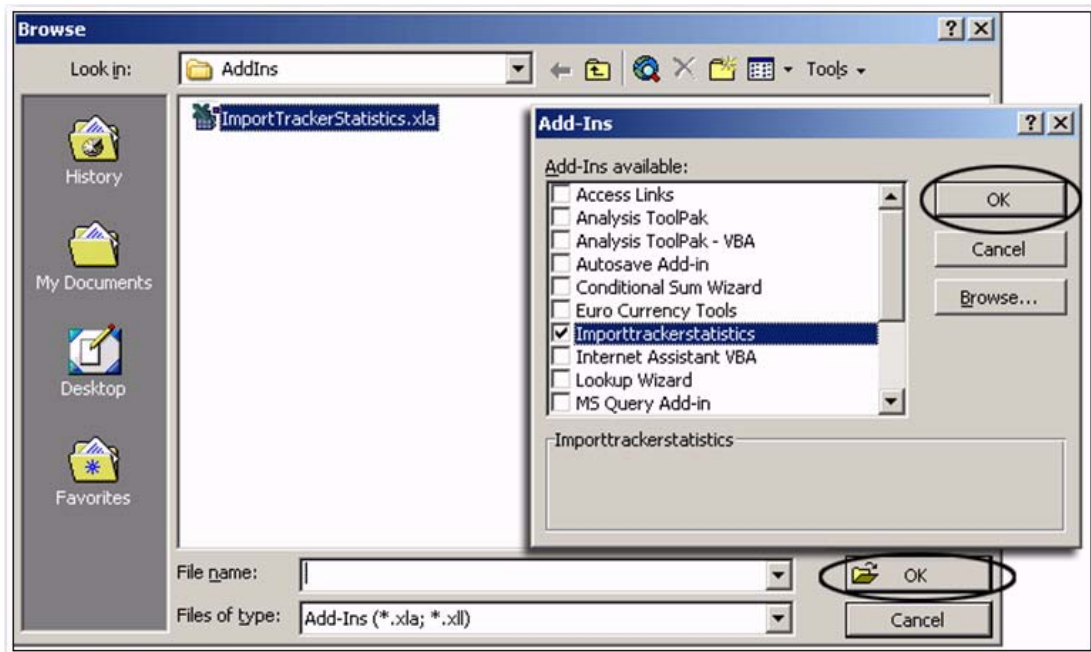 Browse
Look in:
AddIns
Tools
History
My Documents
Desktop
Favorites
ImportTrackerStatistics.xla
File name:
OK
Files of type:
Add-Ins (*.xla; *.xll)
Cancel
Add-Ins
Add-Ins available:
Access Links
Analysis ToolPak
Analysis ToolPak - VBA
Autosave Add-in
Conditional Sum Wizard
Euro Currency Tools
Importtrackerstatistics
Internet Assistant VBA
Lookup Wizard
MS Query Add-in
OK
Cancel
Browse...
Importtrackerstatistics